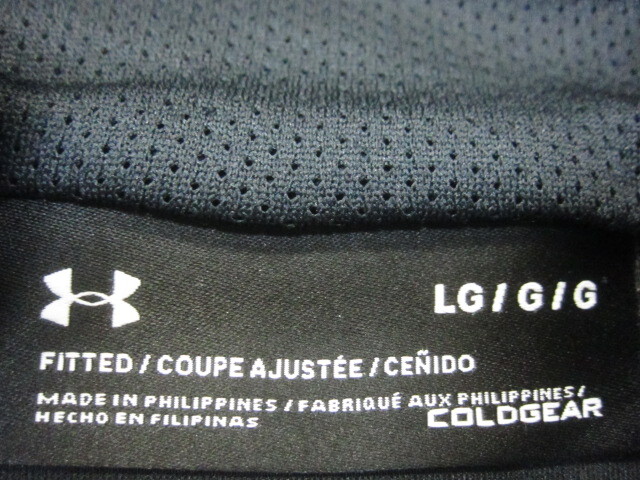 LG / G / G
FITTED / COUPE AJUSTÉE / CEÑIDO
MADE IN PHILIPPINES / FABRIQUÉ AUX PHILIPPINES /
HECHO EN FILIPINAS
COLDGEAR